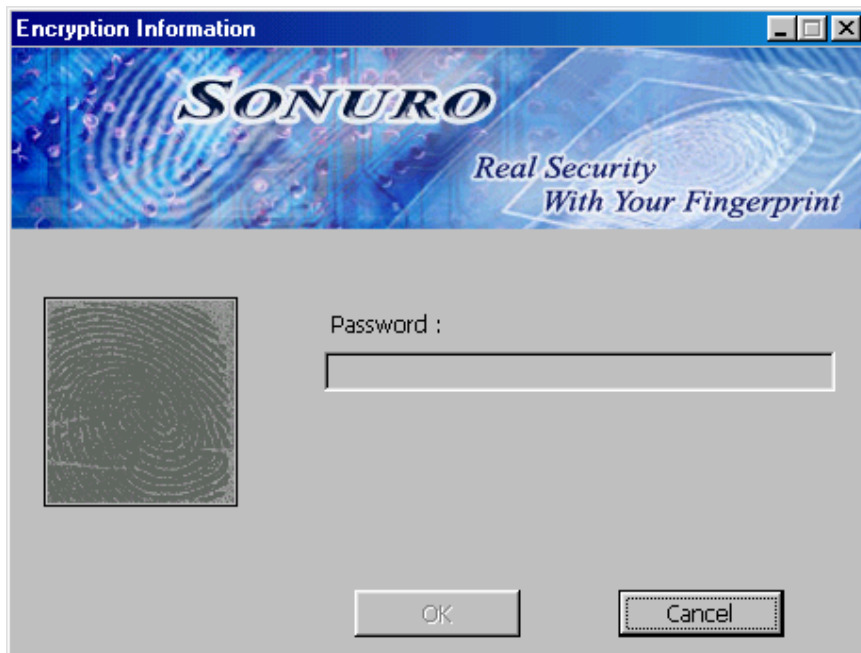 Encryption Information
SONURO
Real Security
With Your Fingerprint
Password :
OK
Cancel